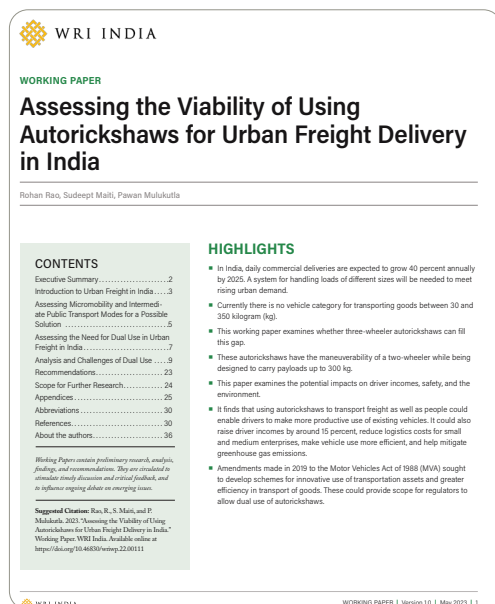 WRI INDIA
WORKING PAPER
Assessing the Viability of Using
Autorickshaws for Urban Freight Delivery
in India
Rohan Rao, Sudeept Maiti, Pawan Mulukutla
CONTENTS
Executive Summary.......................2
Introduction to Urban Freight in India.....3
Assessing Micromobility and Intermedi-
ate Public Transport Modes for a Possible
Solution ................................5
Assessing the Need for Dual Use in Urban
Freight in India..........................7
Analysis and Challenges of Dual Use ....9
Recommendations...................... 23
Scope for Further Research............. 24
Appendices............................. 25
Abbreviations .......................... 30
References............................. 30
About the authors...................... 36
Working Papers contain preliminary research, analysis,
findings, and recommendations. They are circulated to
stimulate timely discussion and critical feedback, and
to influence ongoing debate on emerging issues.
Suggested Citation: Rao, R., S. Maiti, and P.
Mulukutla. 2023. “Assessing the Viability of Using
Autorickshaws for Urban Freight Delivery in India.”
Working Paper. WRI India. Available online at
https://doi.org/10.46830/wriwp.22.00111
HIGHLIGHTS
▪ In India, daily commercial deliveries are expected to grow 40 percent annually
by 2025. A system for handling loads of different sizes will be needed to meet
rising urban demand.
▪ Currently there is no vehicle category for transporting goods between 30 and
350 kilogram (kg).
▪ This working paper examines whether three-wheeler autorickshaws can fill
this gap.
▪ These autorickshaws have the maneuverability of a two-wheeler while being
designed to carry payloads up to 300 kg.
▪ This paper examines the potential impacts on driver incomes, safety, and the
environment.
▪ It finds that using autorickshaws to transport freight as well as people could
enable drivers to make more productive use of existing vehicles. It could also
raise driver incomes by around 15 percent, reduce logistics costs for small
and medium enterprises, make vehicle use more efficient, and help mitigate
greenhouse gas emissions.
▪ Amendments made in 2019 to the Motor Vehicles Act of 1988 (MVA) sought
to develop schemes for innovative use of transportation assets and greater
efficiency in transport of goods. These could provide scope for regulators to
allow dual use of autorickshaws.
WRI INDIA
WORKING PAPER | Version 1.0 | May 2023 | 1